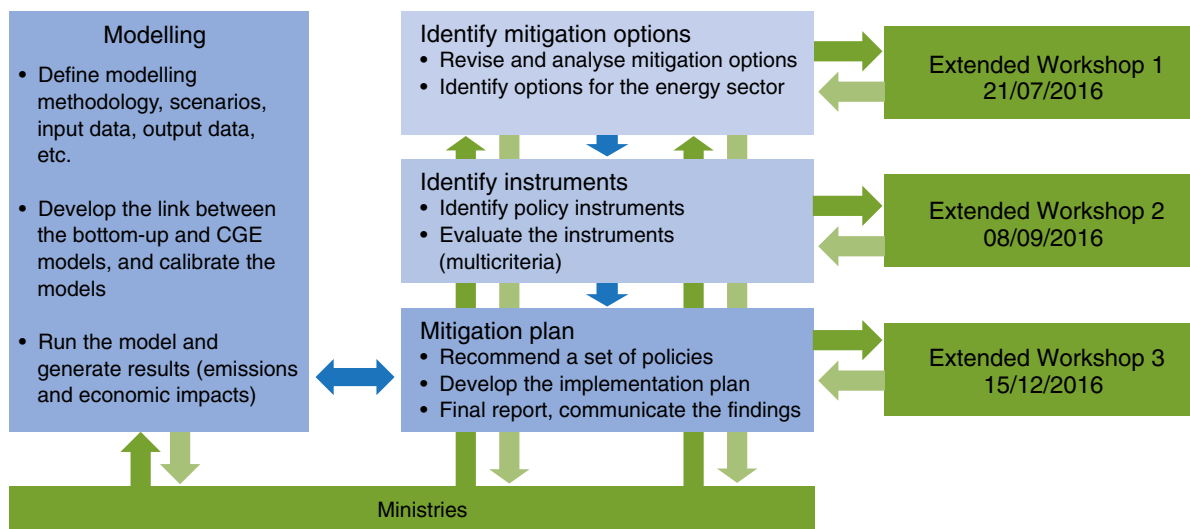 Modelling
• Define modelling
methodology, scenarios,
input data, output data,
etc.
• Develop the link between
the bottom-up and CGE
models, and calibrate the
models
• Run the model and
generate results (emissions
and economic impacts)
Identify mitigation options
• Revise and analyse mitigation options
• Identify options for the energy sector
Identify instruments
• Identify policy instruments
• Evaluate the instruments
(multicriteria)
Mitigation plan
• Recommend a set of policies
• Develop the implementation plan
• Final report, communicate the findings
Extended Workshop 1
21/07/2016
Extended Workshop 2
08/09/2016
Extended Workshop 3
15/12/2016
Ministries